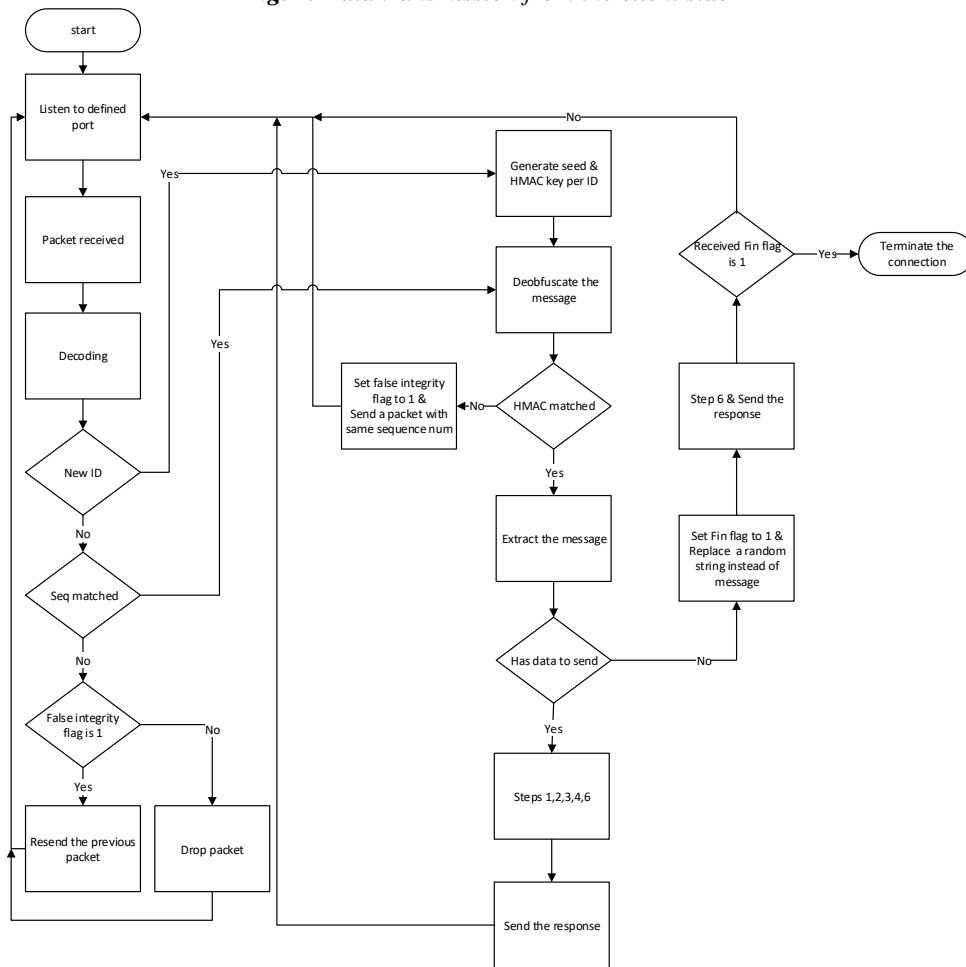 start
Listen to defined
port
No
Generate seed &
HMAC key per ID
Yes
Packet received
Received Fin flag
is 1
Yes
Terminate the
connection
Deobfuscate the
message
Decoding
Yes
Set false integrity
flag to 1 &
Send a packet with
same sequence num
No
HMAC matched
Step 6 & Send the
response
New ID
Yes
No
Extract the message
Set Fin flag to 1 &
Replace a random
string instead of
message
Seq matched
No
Has data to send
No
False integrity
flag is 1
No
Yes
Yes
Steps 1,2,3,4,6
Resend the previous
packet
Drop packet
Send the response